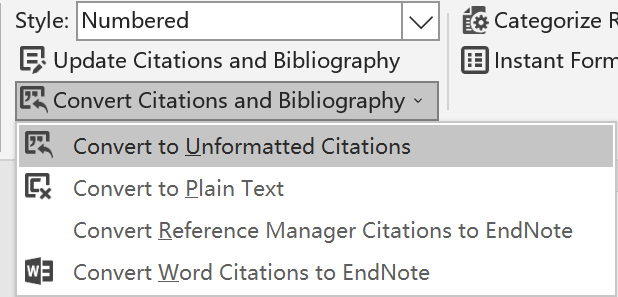 Style: Numbered
Categorize
Update Citations and Bibliography
Instant Form
Convert Citations and Bibliography
Convert to Unformatted Citations
Convert to Plain Text
Convert Reference Manager Citations to EndNote
Convert Word Citations to EndNote